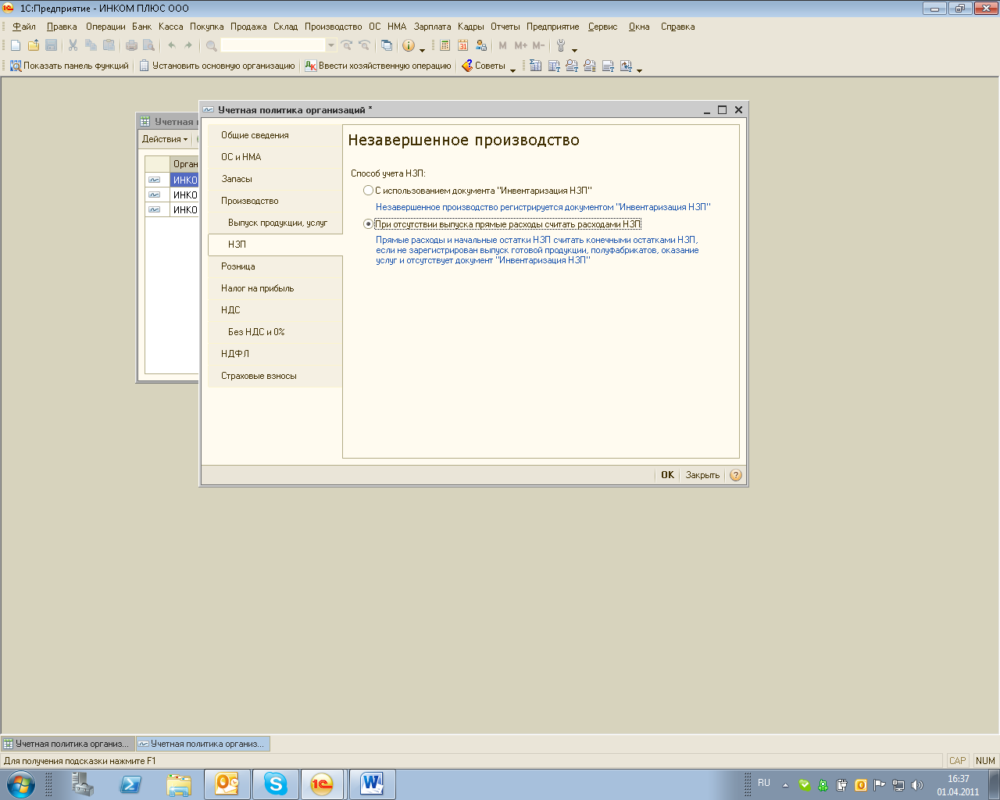 1С:Предприятие - ИНКОМ ПЛЮС ООО
Файл Правка Операции Банк Касса Покупка Продажа Склад Производство ОС НМА Зарплата Кадры Отчеты Предприятие Сервис Окна Справка
M M+ M-
Показать панель функций Установить основную организацию Ввести хозяйственную операцию Советы
Учетная
Действия
Орган
ИНКО
ИНКО
ИНКО
Учетная политика организаций *
Общие сведения
ОС и НМА
Запасы
Производство
Выпуск продукции, услуг
НЗП
Розница
Налог на прибыль
НДС
Без НДС и 0%
НДФЛ
Страховые взносы
Незавершенное производство
Способ учета НЗП:
С использованием документа "Инвентаризация НЗП"
Незавершенное производство регистрируется документом "Инвентаризация НЗП"
При отсутствии выпуска прямые расходы считать расходами НЗП
Прямые расходы и начальные остатки НЗП считать конечными остатками НЗП,
если не зарегистрирован выпуск готовой продукции, полуфабрикатов, оказание
услуг и отсутствует документ "Инвентаризация НЗП"
OK Закрыть ?
Учетная политика организ... Учетная политика организ...
Для получения подсказки нажмите F1
CAP NUM
RU
16:37
01.04.2011